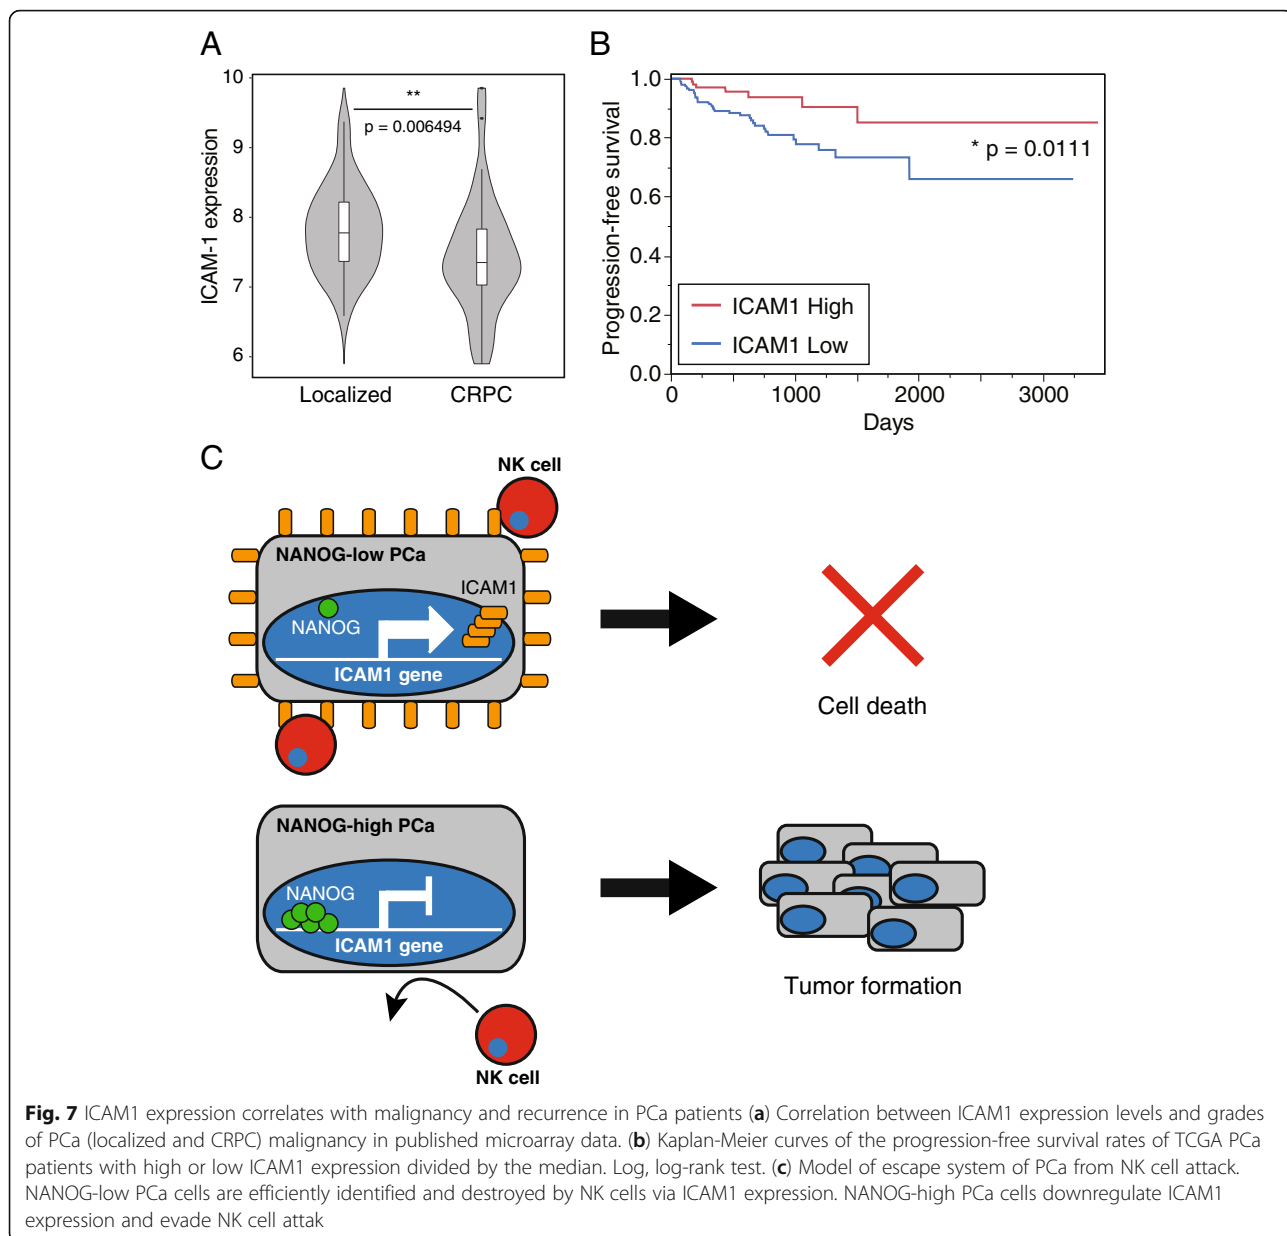 A
10
9
8
7
6
ICAM-1 expression
**
p = 0.006494
Localized
CRPC
B
1.0
0.8
0.6
0.4
0.2
0.0
Progression-free survival
* p = 0.0111
ICAM1 High
ICAM1 Low
0
1000
2000
3000
Days
C
NK cell
NANOG-low PCa
ICAM1
NANOG
ICAM1 gene
Cell death
NANOG-high PCa
NANOG
ICAM1 gene
Tumor formation
NK cell
Fig. 7 ICAM1 expression correlates with malignancy and recurrence in PCa patients (a) Correlation between ICAM1 expression levels and grades
of PCa (localized and CRPC) malignancy in published microarray data. (b) Kaplan-Meier curves of the progression-free survival rates of TCGA PCa
patients with high or low ICAM1 expression divided by the median. Log, log-rank test. (c) Model of escape system of PCa from NK cell attack.
NANOG-low PCa cells are efficiently identified and destroyed by NK cells via ICAM1 expression. NANOG-high PCa cells downregulate ICAM1
expression and evade NK cell attak